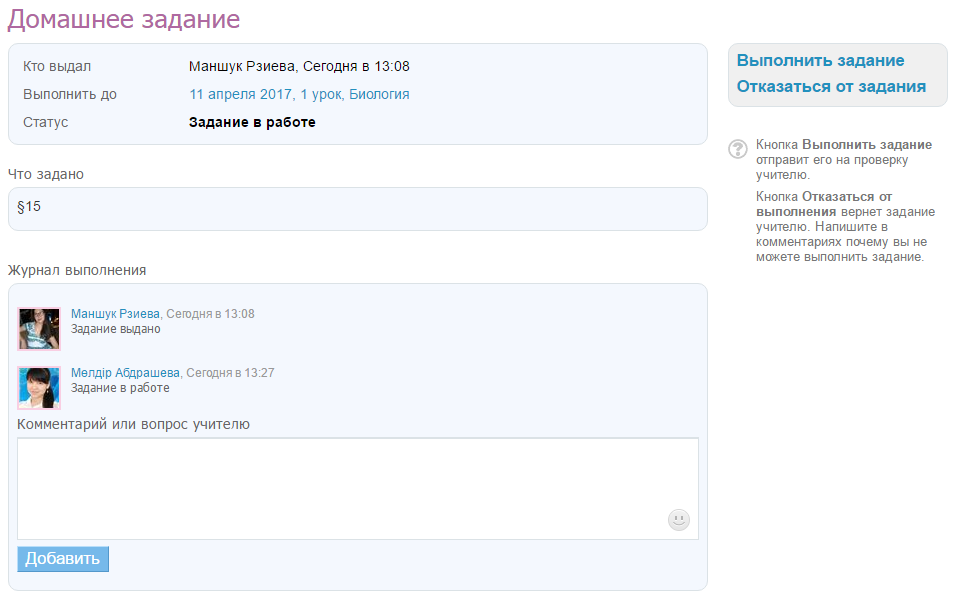 Домашнее задание
Кто выдал Маншук Рзиева, Сегодня в 13:08
Выполнить до 11 апреля 2017, 1 урок, Биология
Статус Задание в работе
Что задано
§15
Журнал выполнения
Маншук Рзиева, Сегодня в 13:08
Задание выдано
Мөлдір Абдрашева, Сегодня в 13:27
Задание в работе
Комментарий или вопрос учителю
Добавить
Выполнить задание
Отказаться от задания
Кнопка Выполнить задание
отправит его на проверку
учителю.
Кнопка Отказаться от
выполнения вернет задание
учителю. Напишите в
комментариях почему вы не
можете выполнить задание.